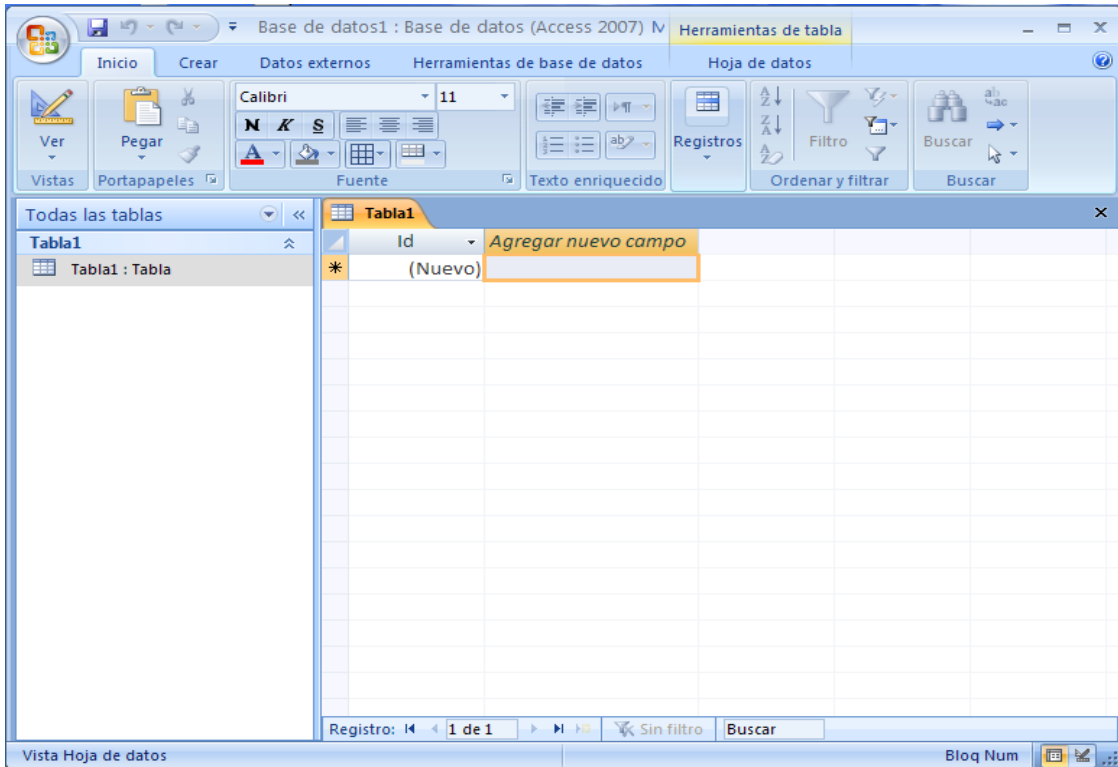 Base de datos1 : Base de datos (Access 2007) M
Herramientas de tabla
Inicio
Crear
Datos externos
Herramientas de base de datos
Hoja de datos
Ver
Pegar
Calibri
11
N K S
A
Registros
Filtro
Buscar
Vistas
Portapapeles
Fuente
Texto enriquecido
Ordenar y filtrar
Buscar
Todas las tablas
Tabla1
Tabla1 : Tabla
Tabla1
Id
Agregar nuevo campo
(Nuevo)
Registro:
1 de 1
Sin filtro
Buscar
Vista Hoja de datos
Bloq Num